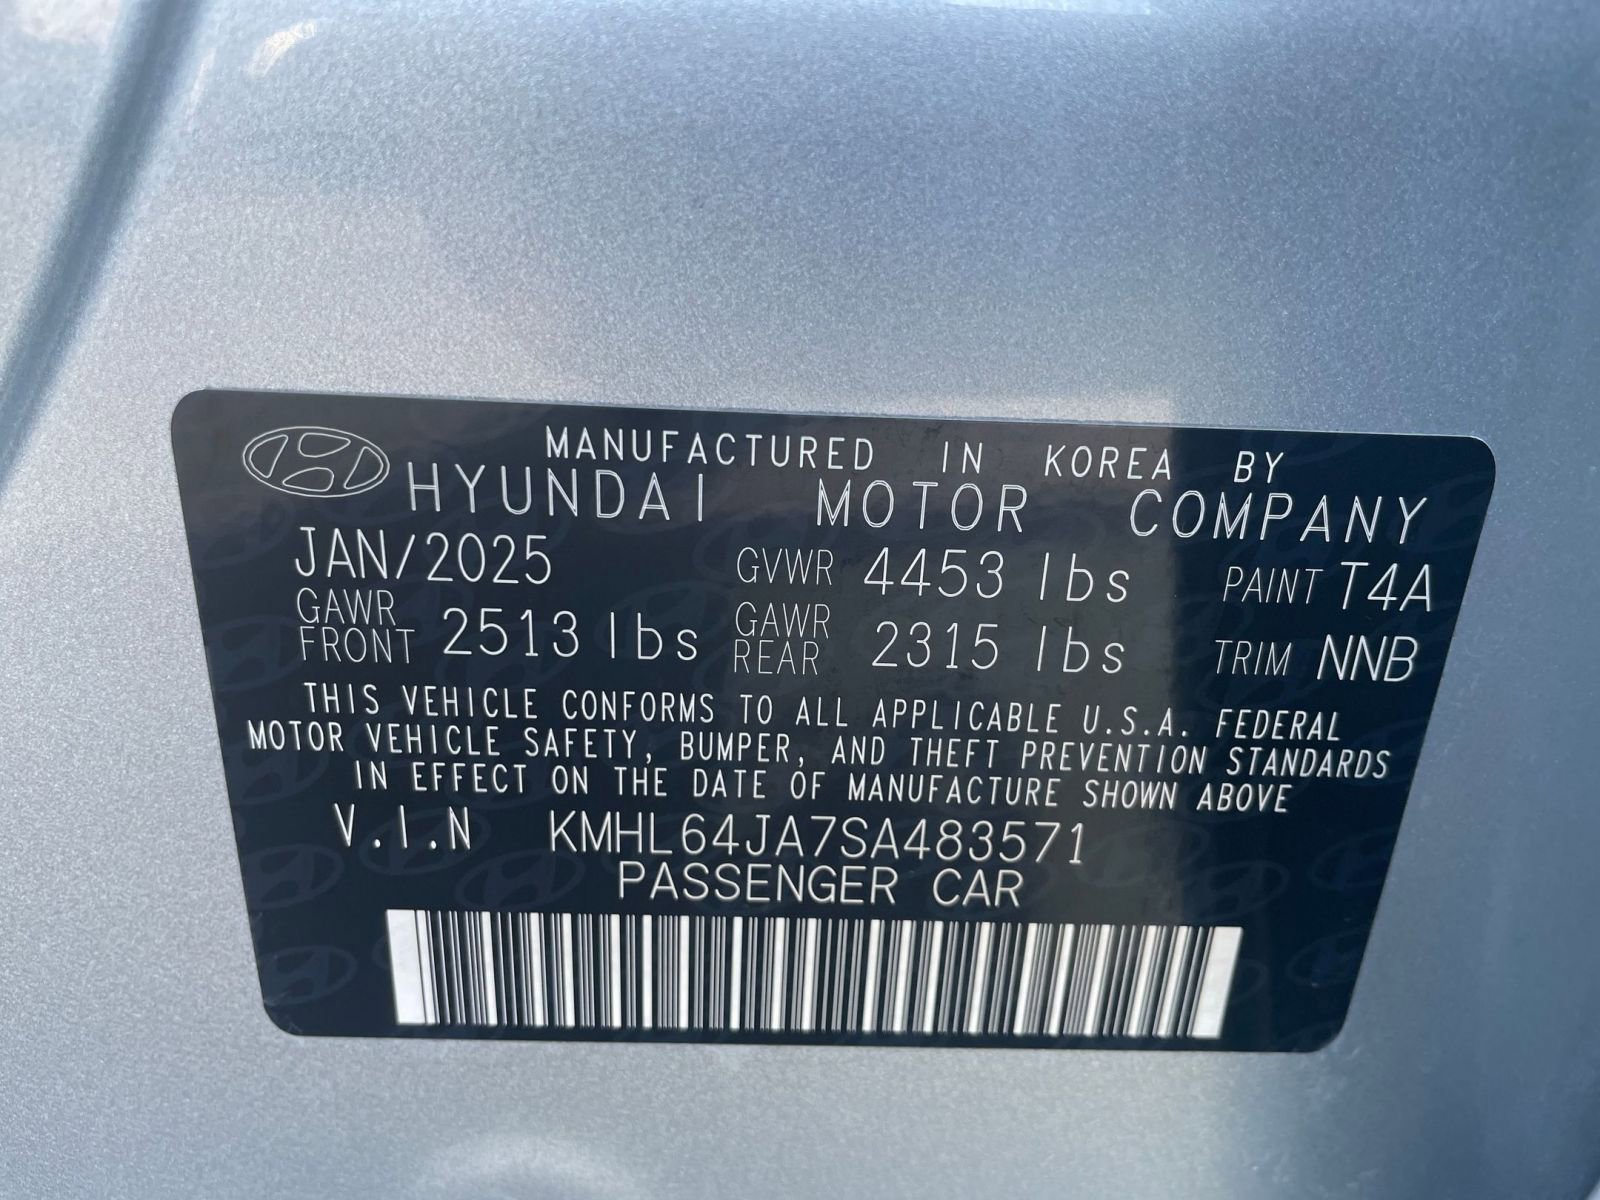 MANUFACTURED IN KOREA BY
HYUNDAI MOTOR COMPANY
JAN/2025 GVWR 4453 lbs PAINT T4A
GAWR FRONT 2513 lbs GAWR REAR 2315 lbs TRIM NNB
THIS VEHICLE CONFORMS TO ALL APPLICABLE U.S.A. FEDERAL
MOTOR VEHICLE SAFETY, BUMPER, AND THEFT PREVENTION STANDARDS
IN EFFECT ON THE DATE OF MANUFACTURE SHOWN ABOVE
V.I.N KMHL64JA7SA483571
PASSENGER CAR